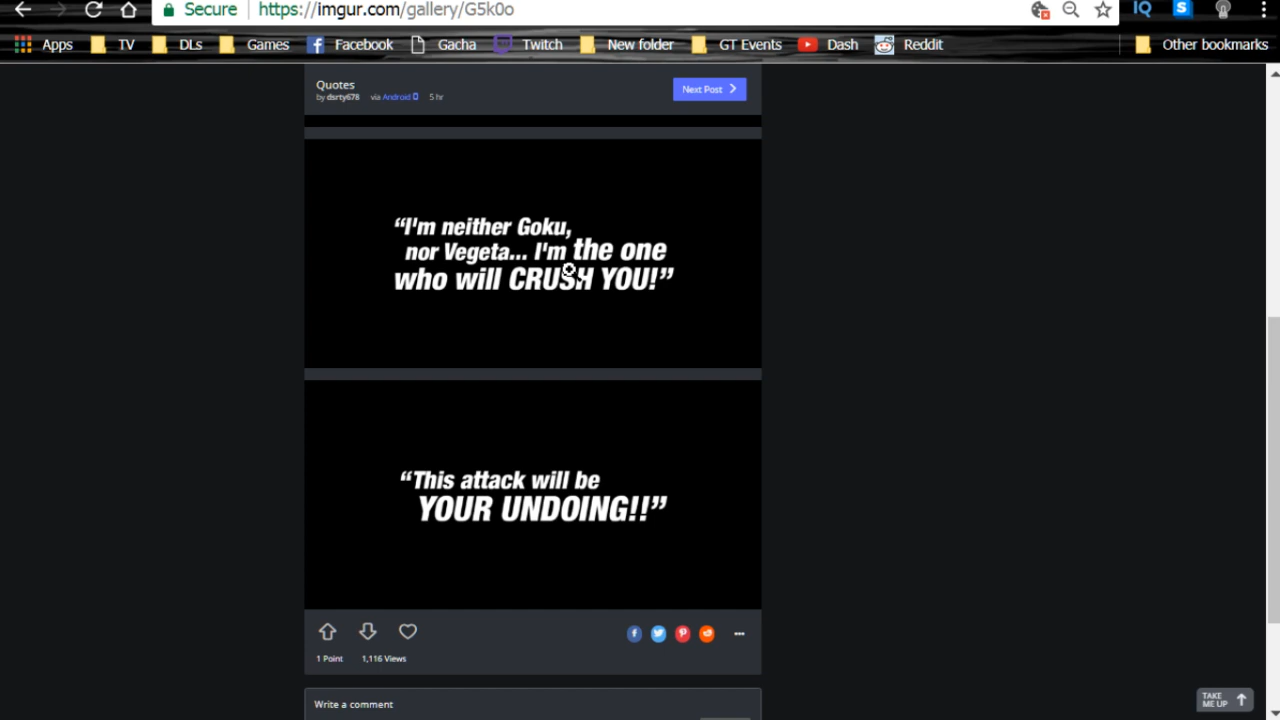 Secure https://imgur.com/gallery/G5k0o IQ S
Apps TV DLs Games Facebook Gacha Twitch New folder GT Events Dash Reddit Other bookmarks
Quotes
by dsrty678 via Android 5 hr
Next Post
“I'm neither Goku,
nor Vegeta... I'm the one
who will CRUSH YOU!”
“This attack will be
YOUR UNDOING!!”
1 Point 1,116 Views
Write a comment
TAKE
ME UP